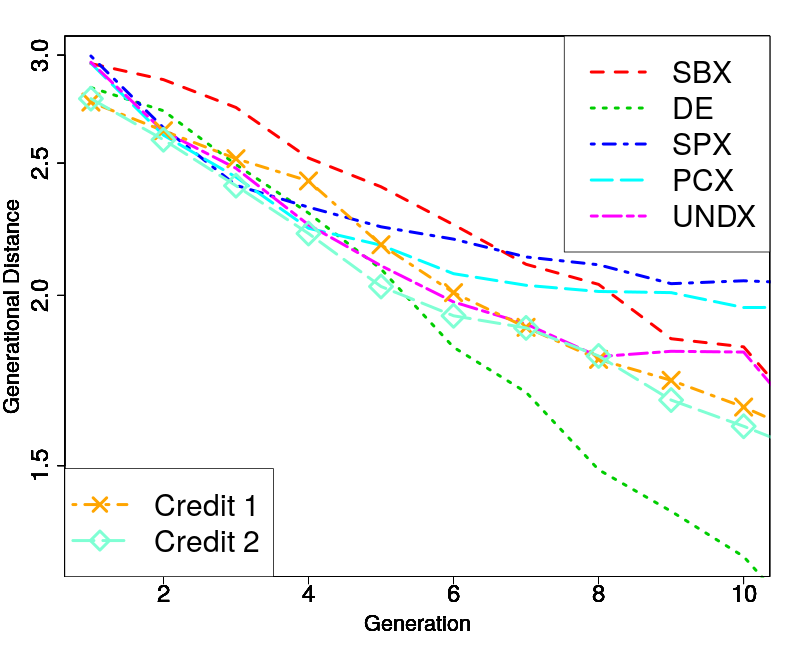 3.0
2.5
2.0
1.5
Generational Distance
SBX
DE
SPX
PCX
UNDX
Credit 1
Credit 2
2 4 6 8 10
Generation